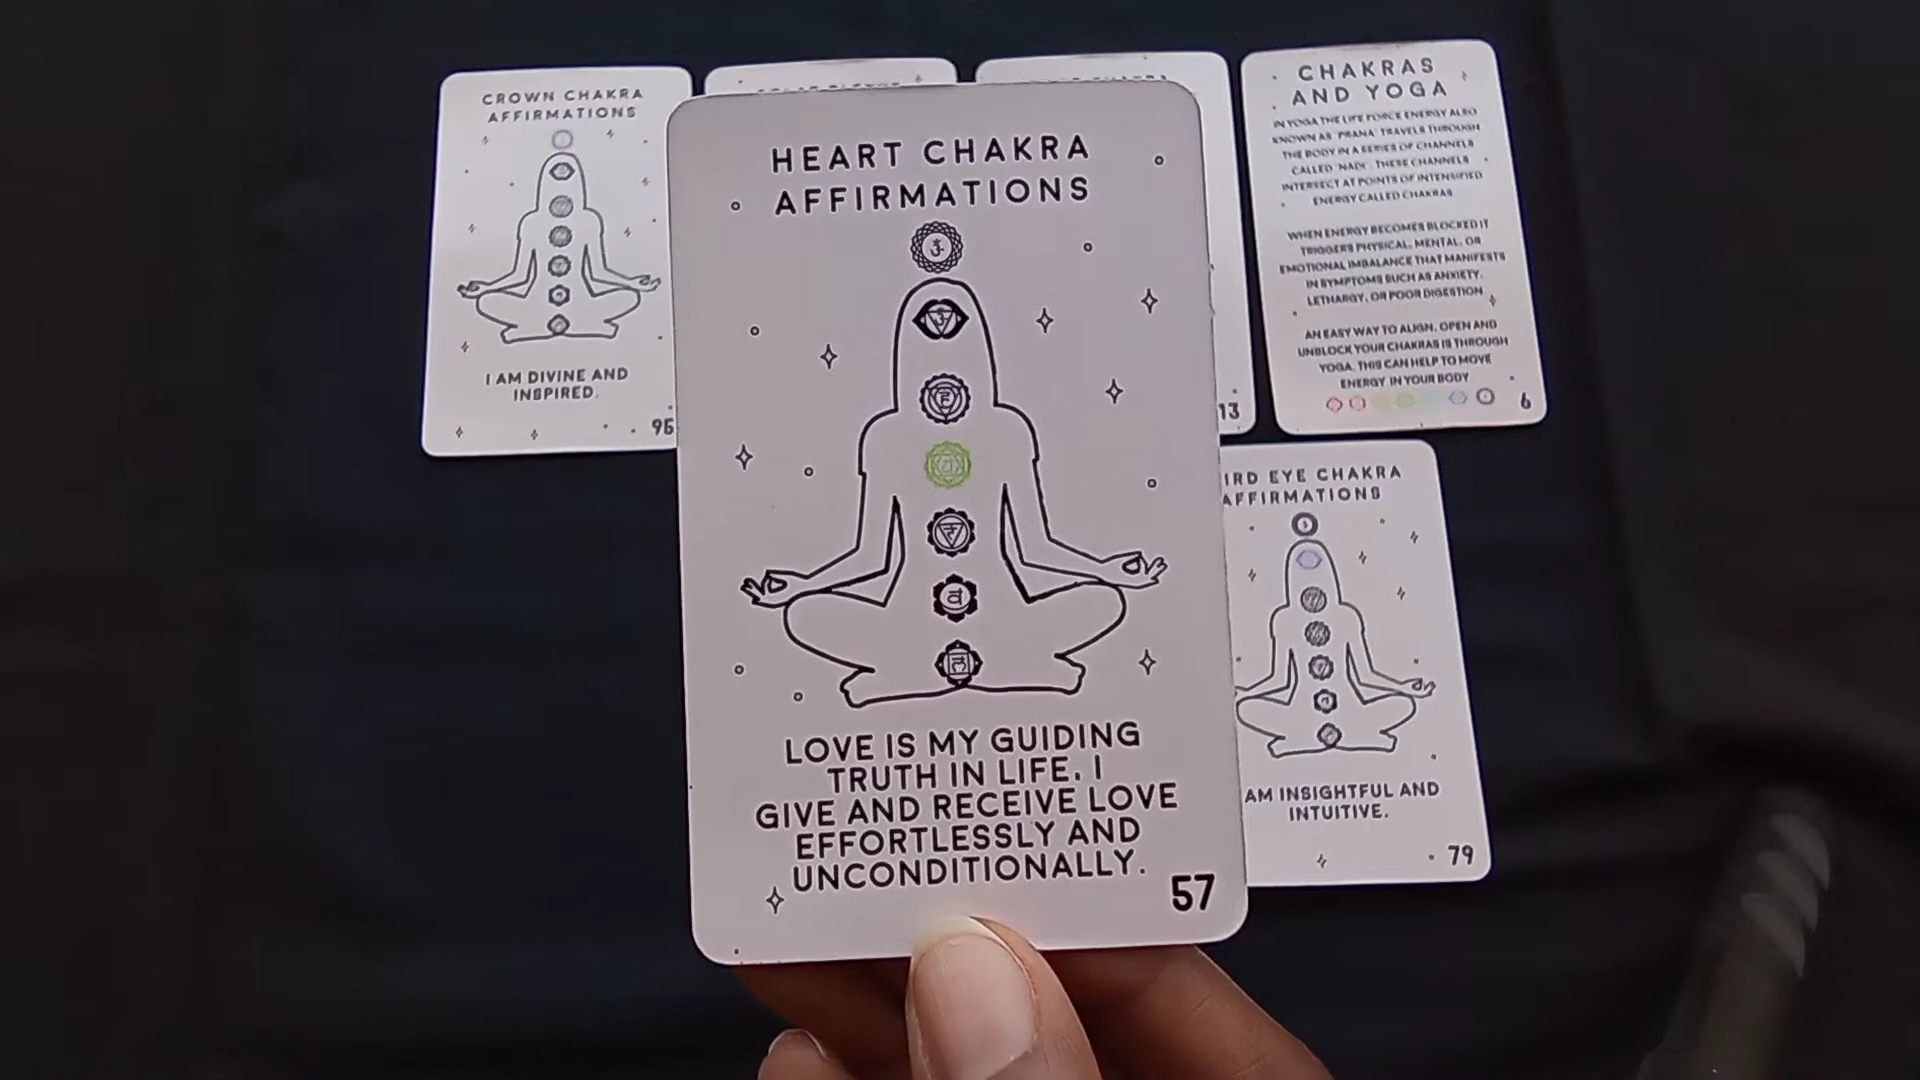 CROWN CHAKRA
AFFIRMATIONS
I AM DIVINE AND
INSPIRED.
95
HEART CHAKRA
AFFIRMATIONS
LOVE IS MY GUIDING
TRUTH IN LIFE. I
GIVE AND RECEIVE LOVE
EFFORTLESSLY AND
UNCONDITIONALLY.
57
13
CHAKRAS
AND YOGA
IN YOGA THE LIFE FORCE ENERGY ALSO
KNOWN AS 'PRANA' TRAVELS THROUGH
THE BODY IN A SERIES OF CHANNELS
CALLED 'NADI'. THESE CHANNELS
INTERSECT AT POINTS OF INTENSIFIED
ENERGY CALLED CHAKRAS
WHEN ENERGY BECOMES BLOCKED IT
TRIGGERS PHYSICAL, MENTAL, OR
EMOTIONAL IMBALANCE THAT MANIFESTS
IN SYMPTOMS SUCH AS ANXIETY,
LETHARGY, OR POOR DIGESTION
AN EASY WAY TO ALIGN, OPEN AND
UNBLOCK YOUR CHAKRAS IS THROUGH
YOGA. THIS CAN HELP TO MOVE
ENERGY IN YOUR BODY
6
IRD EYE CHAKRA
AFFIRMATIONS
AM INSIGHTFUL AND
INTUITIVE.
79